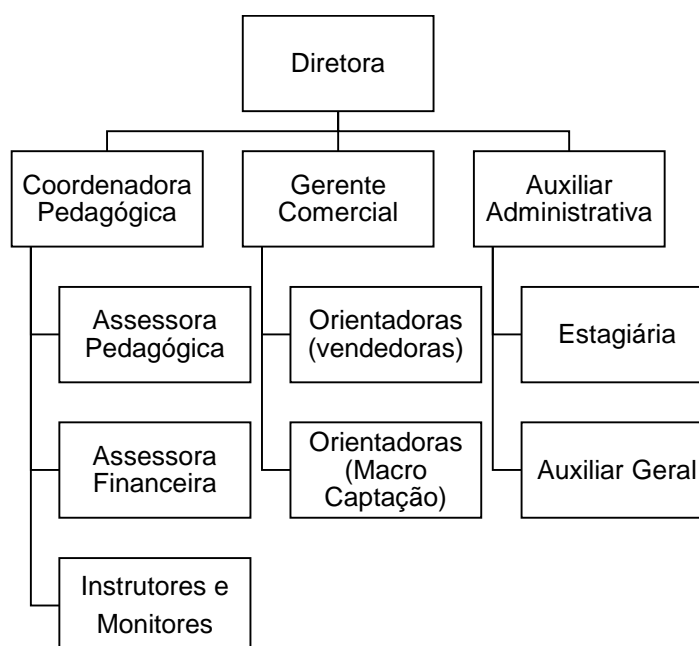 Diretora
Coordenadora
Pedagógica
Gerente
Comercial
Auxiliar
Administrativa
Assessora
Pedagógica
Orientadoras
(vendedoras)
Estagiária
Assessora
Financeira
Orientadoras
(Macro
Captação)
Auxiliar Geral
Instrutores e
Monitores